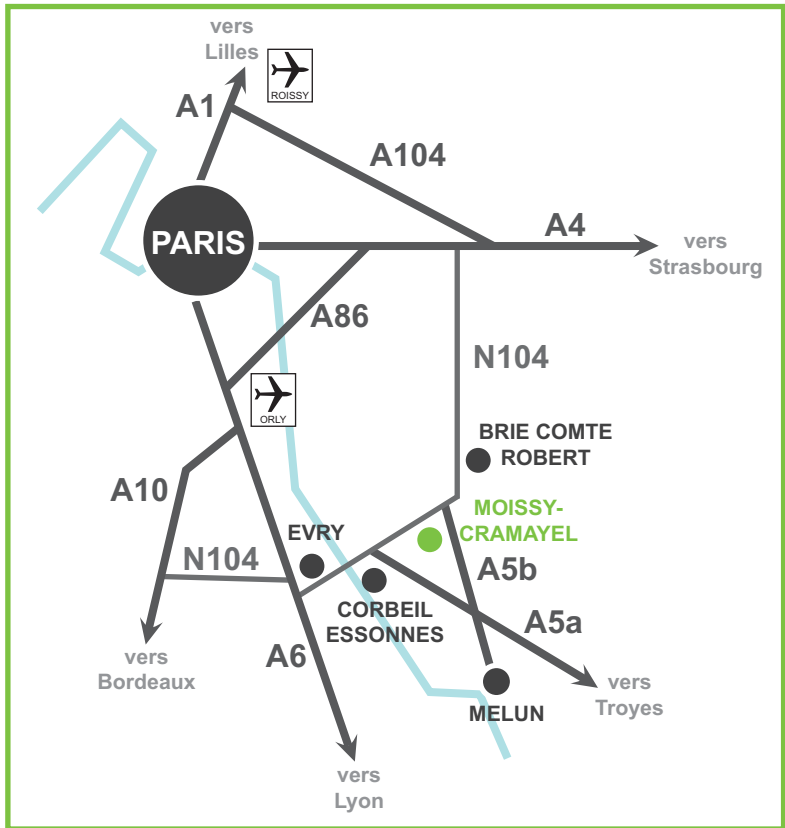 vers
Lilles
ROISSY
A1
A104
PARIS
A4
vers
Strasbourg
A86
N104
ORLY
BRIE COMTE
ROBERT
A10
MOISSY-
CRAMAYEL
EVRY
N104
A5b
CORBEIL
ESSONNES
A5a
A6
vers
Bordeaux
vers
Troyes
MELUN
vers
Lyon